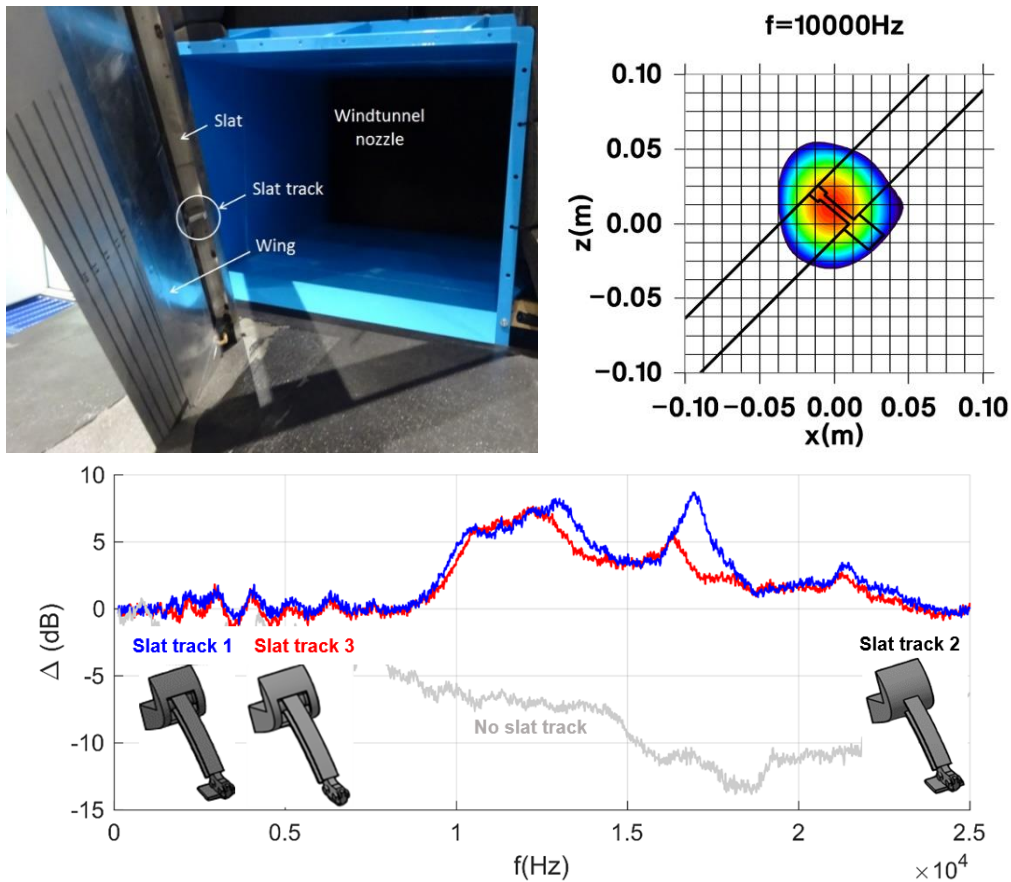 Slat
Slat track
Wing
Windtunnel
nozzle
f=10000Hz
0.10
0.05
0.00
−0.05
−0.10
z(m)
−0.10 −0.05 0.00 0.05 0.10
x(m)
10
5
0
-5
-10
-15
Δ (dB)
Slat track 1
Slat track 3
Slat track 2
No slat track
0 0.5 1 1.5 2 2.5
f(Hz)
×10⁴